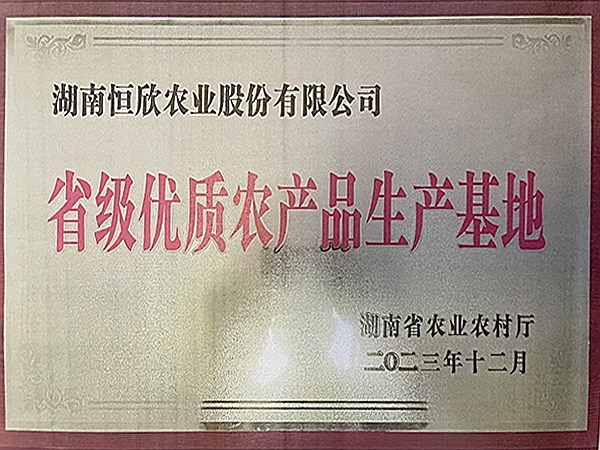 湖南恒欣农业股份有限公司
省级优质农产品生产基地
湖南省农业农村厅
二〇二三年十二月